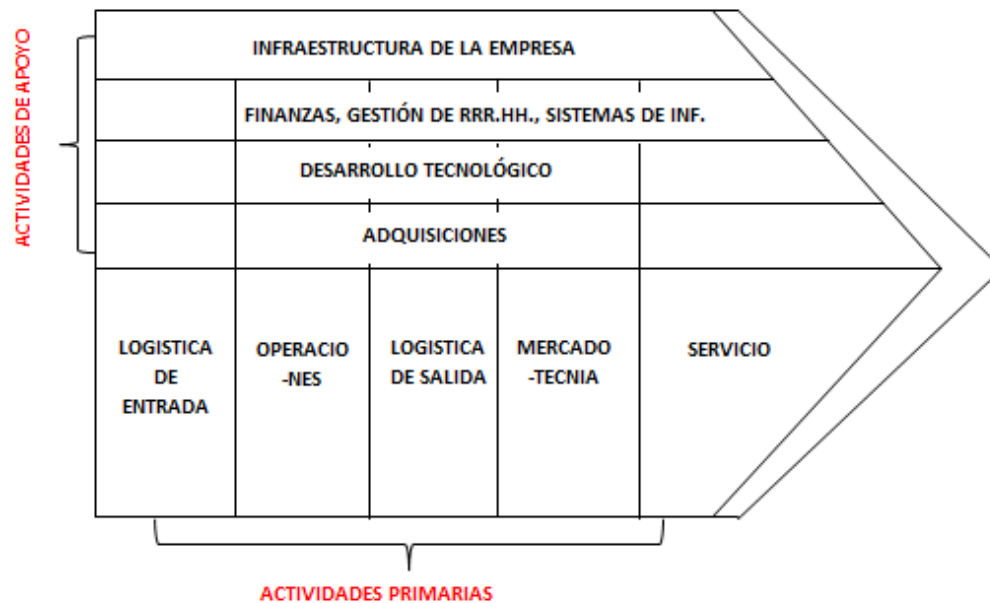 ACTIVIDADES DE APOYO
INFRAESTRUCTURA DE LA EMPRESA
FINANZAS, GESTIÓN DE RRR.HH., SISTEMAS DE INF.
DESARROLLO TECNOLÓGICO
ADQUISICIONES
LOGISTICA
DE
ENTRADA
OPERACIO
-NES
LOGISTICA
DE SALIDA
MERCADO
-TECNIA
SERVICIO
ACTIVIDADES PRIMARIAS